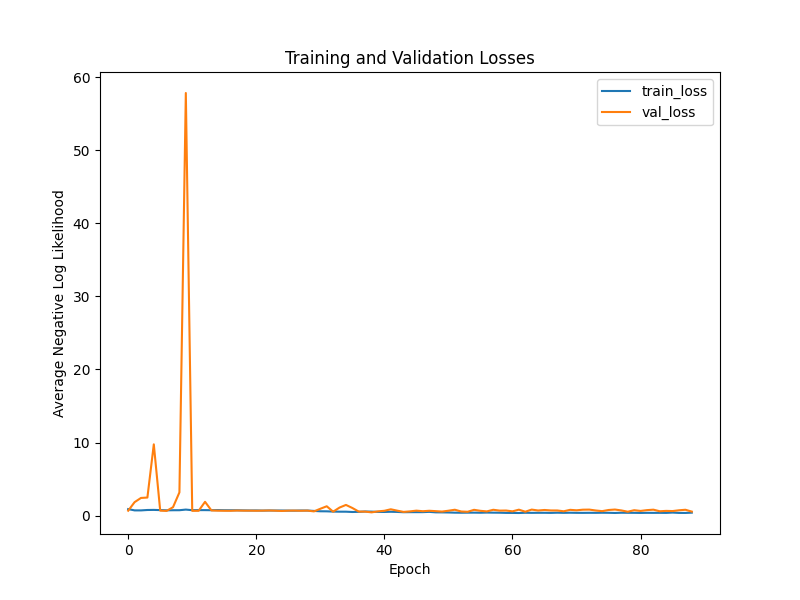 Training and Validation Losses
train_loss
val_loss
Average Negative Log Likelihood
60
50
40
30
20
10
0
0 20 40 60 80
Epoch